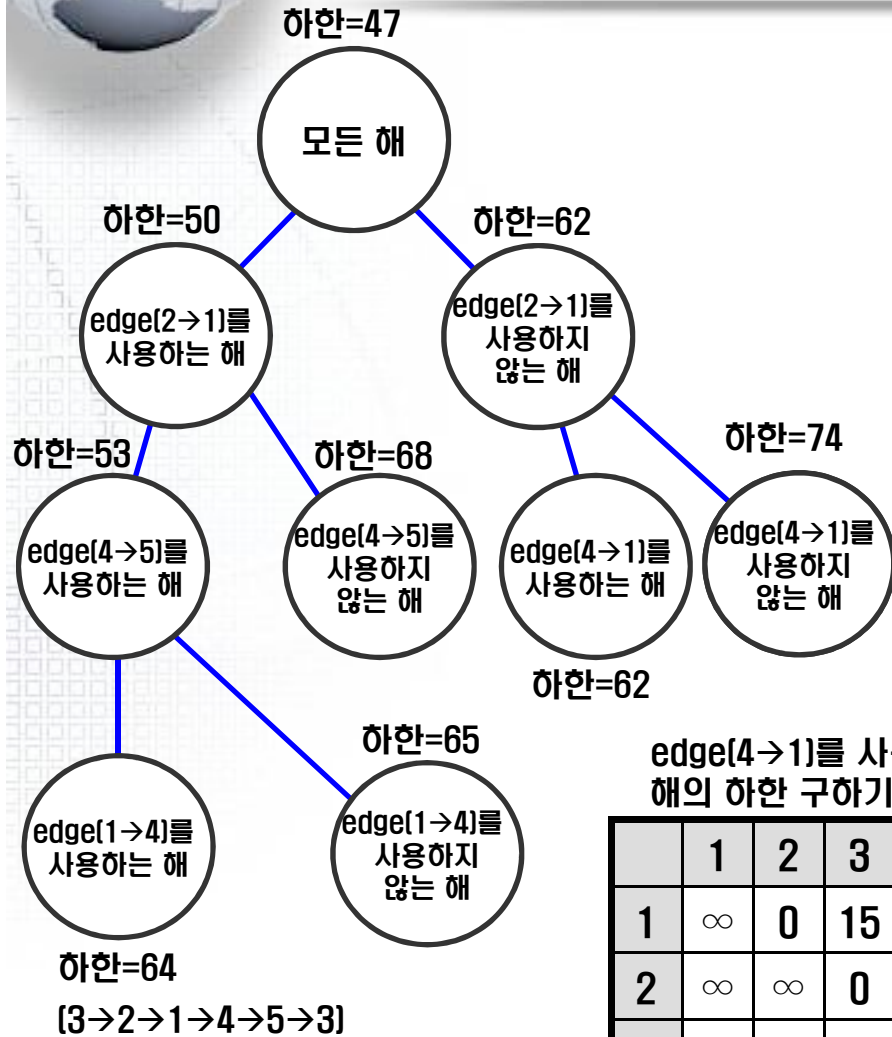 하한=47
모든 해
하한=50
하한=62
edge(2→1)를
사용하는 해
edge(2→1)를
사용하지
않는 해
하한=53
하한=68
하한=74
edge(4→5)를
사용하는 해
edge(4→5)를
사용하지
않는 해
edge(4→1)를
사용하는 해
edge(4→1)를
사용하지
않는 해
하한=62
하한=65
edge(1→4)를
사용하는 해
edge(1→4)를
사용하지
않는 해
하한=64
(3→2→1→4→5→3)
edge(4→1)를
해의 하한 구하기
1 2 3
1 ∞ 0 15
2 ∞ ∞ 0